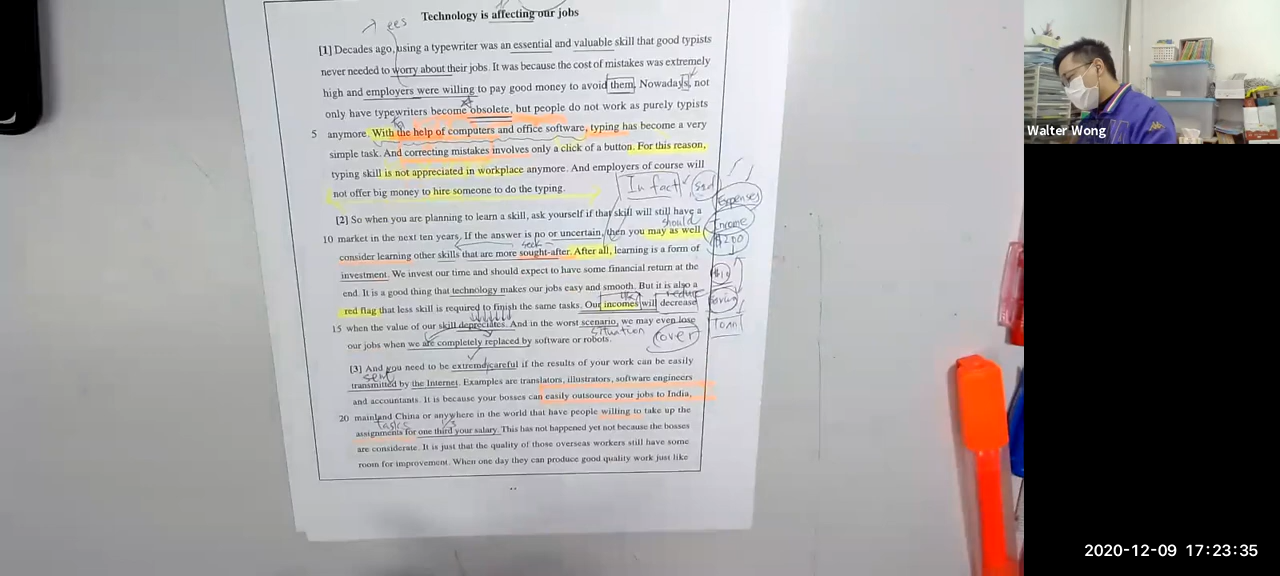 Technology is affecting our jobs
ees
[1] Decades ago, using a typewriter was an essential and valuable skill that good typists
never needed to worry about their jobs. It was because the cost of mistakes was extremely
high and employers were willing to pay good money to avoid them. Nowadays, not
only have typewriters become obsolete, but people do not work as purely typists
5 anymore. With the help of computers and office software, typing has become a very
simple task. And correcting mistakes involves only a click of a button. For this reason,
typing skill is not appreciated in workplace anymore. And employers of course will
not offer big money to hire someone to do the typing.
In fact
Expenses
[2] So when you are planning to learn a skill, ask yourself if that skill will still have a
should
Income
10 market in the next ten years. If the answer is no or uncertain, then you may as well
$200
seek
consider learning other skills that are more sought-after. After all, learning is a form of
investment. We invest our time and should expect to have some financial return at the
end. It is a good thing that technology makes our jobs easy and smooth. But it is also a
reduce
red flag that less skill is required to finish the same tasks. Our incomes will decrease
15 when the value of our skill depreciates. And in the worst scenario, we may even lose
situation
loan
our jobs when we are completely replaced by software or robots.
cover
[3] And you need to be extremely careful if the results of your work can be easily
sent
transmitted by the Internet. Examples are translators, illustrators, software engineers
and accountants. It is because your bosses can easily outsource your jobs to India,
20 mainland China or anywhere in the world that have people willing to take up the
tasks
1/3
assignments for one third your salary. This has not happened yet not because the bosses
are considerate. It is just that the quality of those overseas workers still have some
room for improvement. When one day they can produce good quality work just like
Walter Wong
2020-12-09 17:23:35